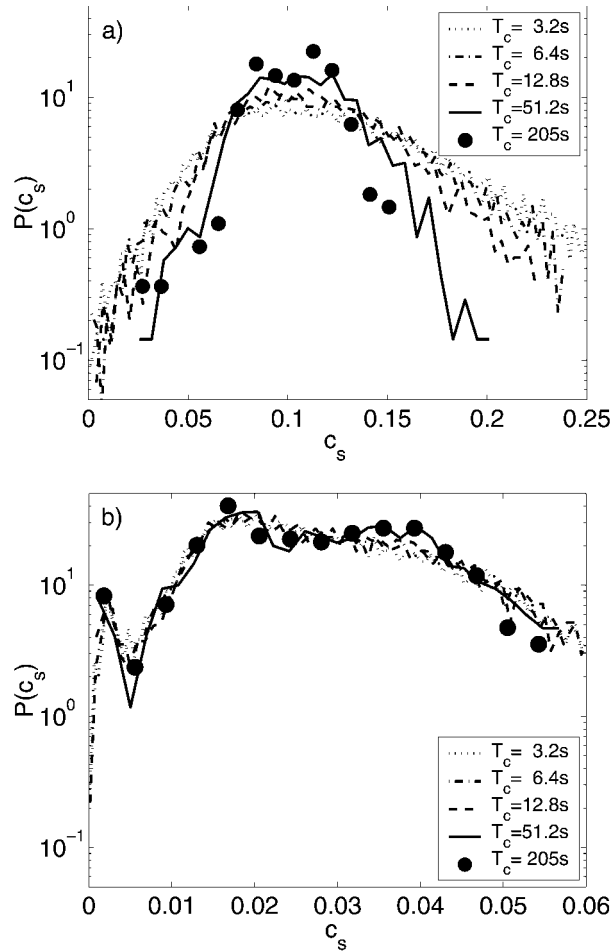 a)
T_c= 3.2s
T_c= 6.4s
T_c=12.8s
T_c=51.2s
T_c= 205s
10^1
10^0
10^-1
P(c_s)
0 0.05 0.1 0.15 0.2 0.25
c_s
b)
10^1
10^0
10^-1
P(c_s)
T_c= 3.2s
T_c= 6.4s
T_c=12.8s
T_c=51.2s
T_c= 205s
0 0.01 0.02 0.03 0.04 0.05 0.06
c_s